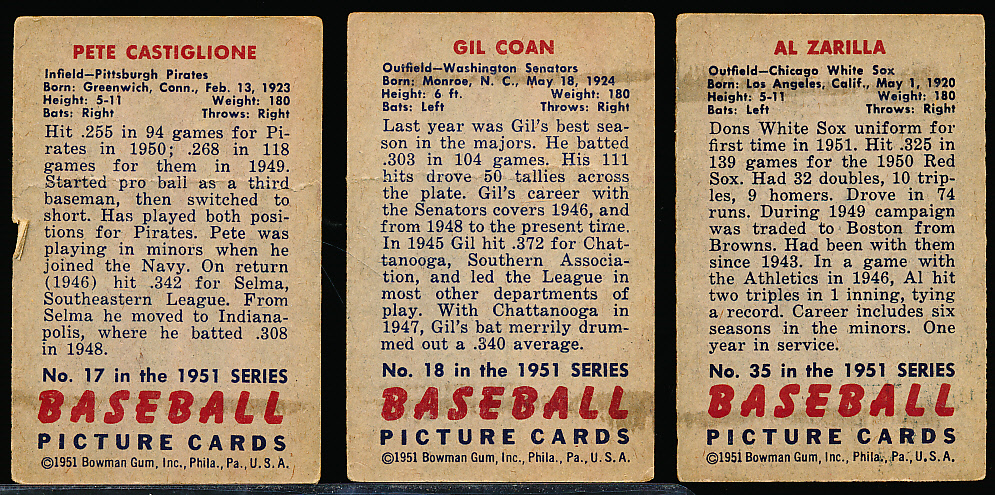 PETE CASTIGLIONE
Infield—Pittsburgh Pirates
Born: Greenwich, Conn., Feb. 13, 1923
Height: 5-11 Weight: 180
Bats: Right Throws: Right
Hit .255 in 94 games for Pi-
rates in 1950; .268 in 118
games for them in 1949.
Started pro ball as a third
baseman, then switched to
short. Has played both posi-
tions for Pirates. Pete was
playing in minors when he
joined the Navy. On return
(1946) hit .342 for Selma,
Southeastern League. From
Selma he moved to Indiana-
polis, where he batted .308
in 1948.
No. 17 in the 1951 SERIES
BASEBALL
PICTURE CARDS
©1951 Bowman Gum, Inc., Phila., Pa., U.S.A.
GIL COAN
Outfield—Washington Senators
Born: Monroe, N. C., May 18, 1924
Height: 6 ft. Weight: 180
Bats: Left Throws: Right
Last year was Gil's best sea-
son in the majors. He batted
.303 in 104 games. His 111
hits drove 50 tallies across
the plate. Gil's career with
the Senators covers 1946, and
from 1948 to the present time.
In 1945 Gil hit .372 for Chat-
tanooga, Southern Associa-
tion, and led the League in
most other departments of
play. With Chattanooga in
1947, Gil's bat merrily drum-
med out a .340 average.
No. 18 in the 1951 SERIES
BASEBALL
PICTURE CARDS
©1951 Bowman Gum, Inc., Phila., Pa., U.S.A.
AL ZARILLA
Outfield—Chicago White Sox
Born: Los Angeles, Calif., May 1, 1920
Height: 5-11 Weight: 180
Bats: Left Throws: Right
Dons White Sox uniform for
first time in 1951. Hit .325 in
139 games for the 1950 Red
Sox. Had 32 doubles, 10 trip-
les, 9 homers. Drove in 74
runs. During 1949 campaign
was traded to Boston from
Browns. Had been with them
since 1943. In a game with
the Athletics in 1946, Al hit
two triples in 1 inning, tying
a record. Career includes six
seasons in the minors. One
year in service.
No. 35 in the 1951 SERIES
BASEBALL
PICTURE CARDS
©1951 Bowman Gum, Inc., Phila., Pa., U.S.A.